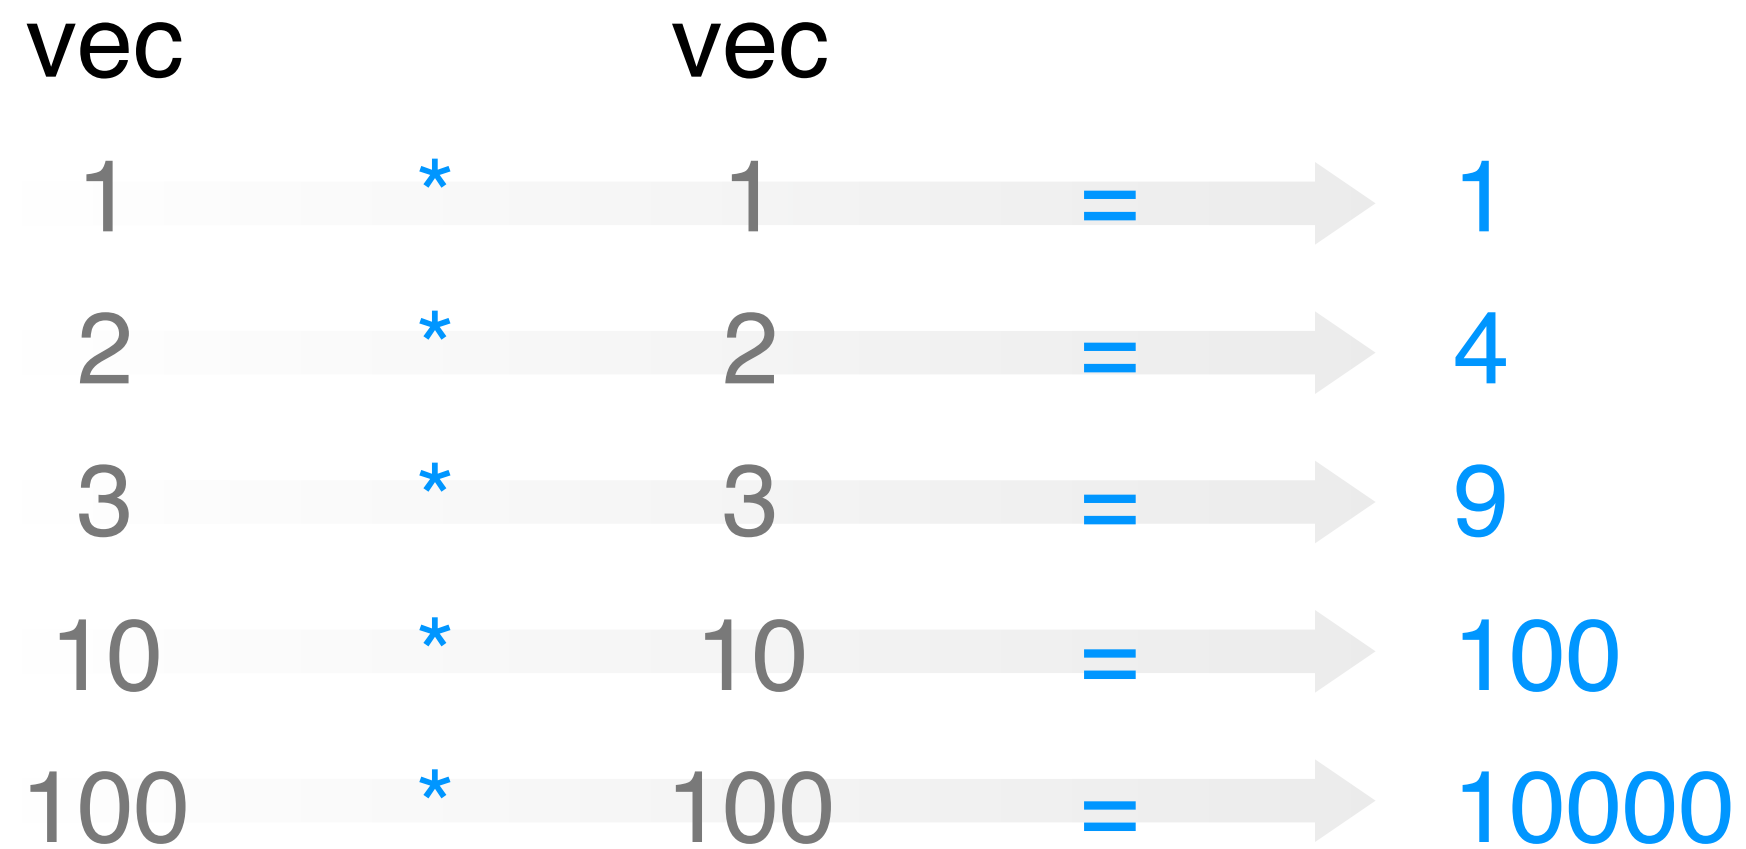 vec vec
1 * 1 = 1
2 * 2 = 4
3 * 3 = 9
10 * 10 = 100
100 * 100 = 10000